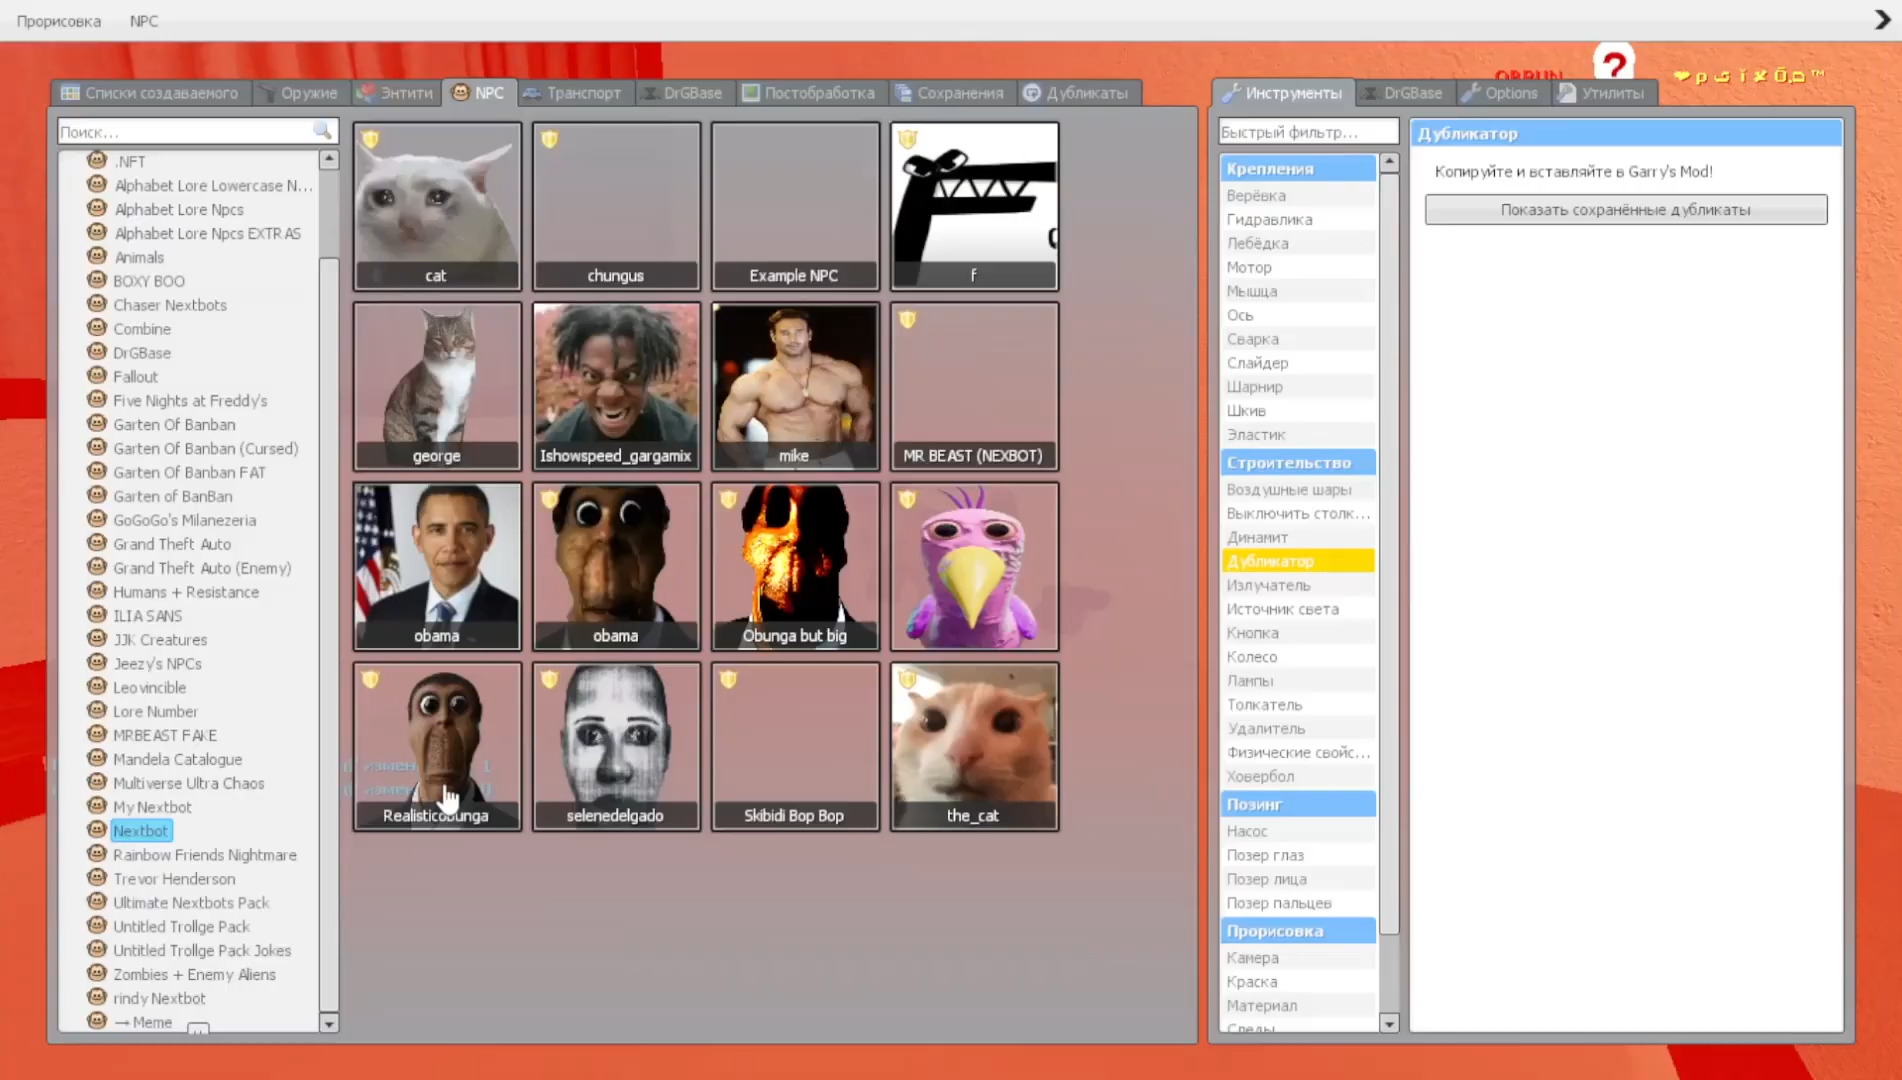 Прорисовка NPC
Списки создаваемого Оружие Энтити NPC Транспорт DrGBase Постобработка Сохранения Дубликаты
Поиск...
.NFT
Alphabet Lore Lowercase N...
Alphabet Lore Npcs
Alphabet Lore Npcs EXTRAS
Animals
BOXY BOO
Chaser Nextbots
Combine
DrGBase
Fallout
Five Nights at Freddy's
Garten Of Banban
Garten Of Banban (Cursed)
Garten Of Banban FAT
Garten of BanBan
GoGoGo's Milanezeria
Grand Theft Auto
Grand Theft Auto (Enemy)
Humans + Resistance
ILIA SANS
JJK Creatures
Jeezy's NPCs
Leovincible
Lore Number
MRBEAST FAKE
Mandela Catalogue
Multiverse Ultra Chaos
My Nextbot
Nextbot
Rainbow Friends Nightmare
Trevor Henderson
Ultimate Nextbots Pack
Untitled Trollge Pack
Untitled Trollge Pack Jokes
Zombies + Enemy Aliens
rindy Nextbot
→ Meme
cat chungus Example NPC f
george Ishowspeed_gargamix mike MR BEAST (NEXBOT)
obama obama Obunga but big
Realisticobunga selenedelgado Skibidi Bop Bop the_cat
Инструменты DrGBase Options Утилиты
Быстрый фильтр...
Крепления
Верёвка
Гидравлика
Лебёдка
Мотор
Мышца
Ось
Сварка
Слайдер
Шарнир
Шкив
Эластик
Строительство
Воздушные шары
Выключить столк...
Динамит
Дубликатор
Излучатель
Источник света
Кнопка
Колесо
Лампы
Толкатель
Удалитель
Физические свойс...
Ховербол
Позинг
Насос
Позер глаз
Позер лица
Позер пальцев
Прорисовка
Камера
Краска
Материал
Следы
Дубликатор
Копируйте и вставляйте в Garry's Mod!
Показать сохранённые дубликаты